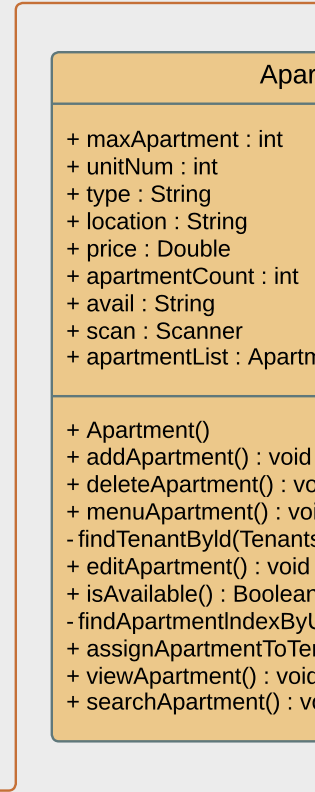 Apar
+ maxApartment : int
+ unitNum : int
+ type : String
+ location : String
+ price : Double
+ apartmentCount : int
+ avail : String
+ scan : Scanner
+ apartmentList : Apartm
+ Apartment()
+ addApartment() : void
+ deleteApartment() : vo
+ menuApartment() : voi
- findTenantById(Tenants
+ editApartment() : void
+ isAvailable() : Boolean
- findApartmentIndexByU
+ assignApartmentToTer
+ viewApartment() : void
+ searchApartment() : vo